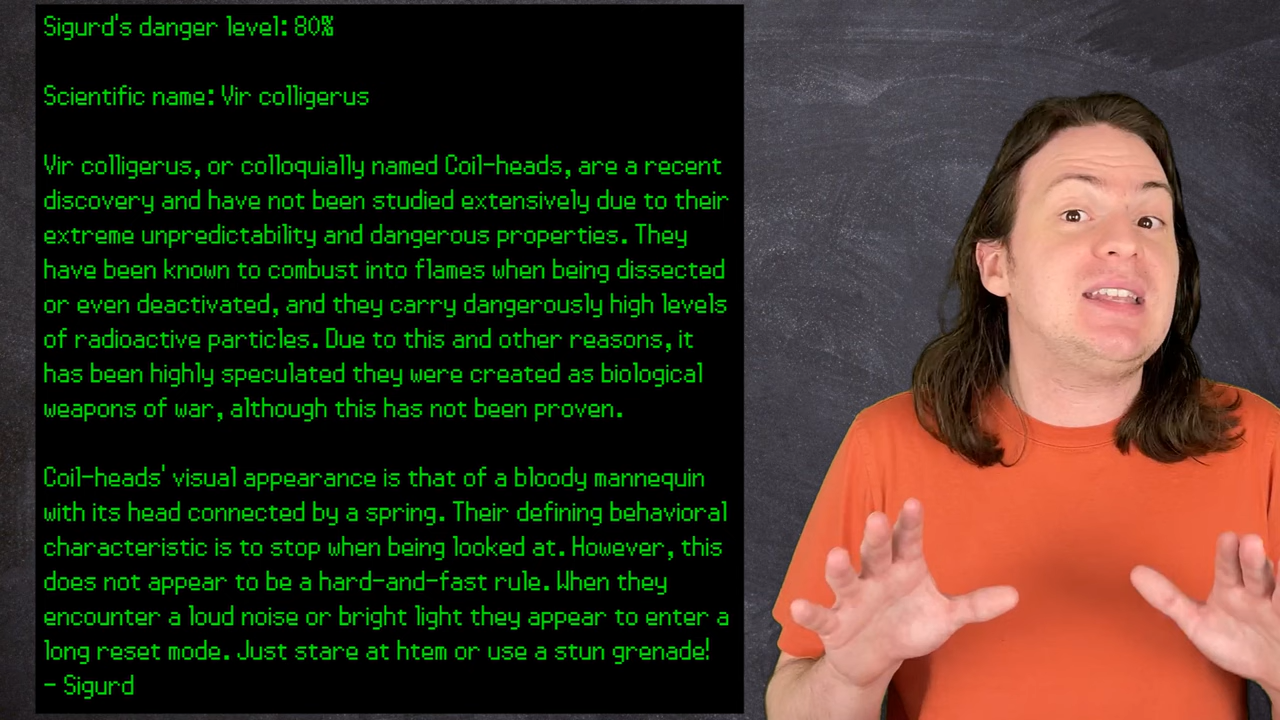 Sigurd's danger level: 80%
Scientific name: Vir colligerus
Vir colligerus, or colloquially named Coil-heads, are a recent
discovery and have not been studied extensively due to their
extreme unpredictability and dangerous properties. They
have been known to combust into flames when being dissected
or even deactivated, and they carry dangerously high levels
of radioactive particles. Due to this and other reasons, it
has been highly speculated they were created as biological
weapons of war, although this has not been proven.
Coil-heads' visual appearance is that of a bloody mannequin
with its head connected by a spring. Their defining behavioral
characteristic is to stop when being looked at. However, this
does not appear to be a hard-and-fast rule. When they
encounter a loud noise or bright light they appear to enter a
long reset mode. Just stare at htem or use a stun grenade!
- Sigurd